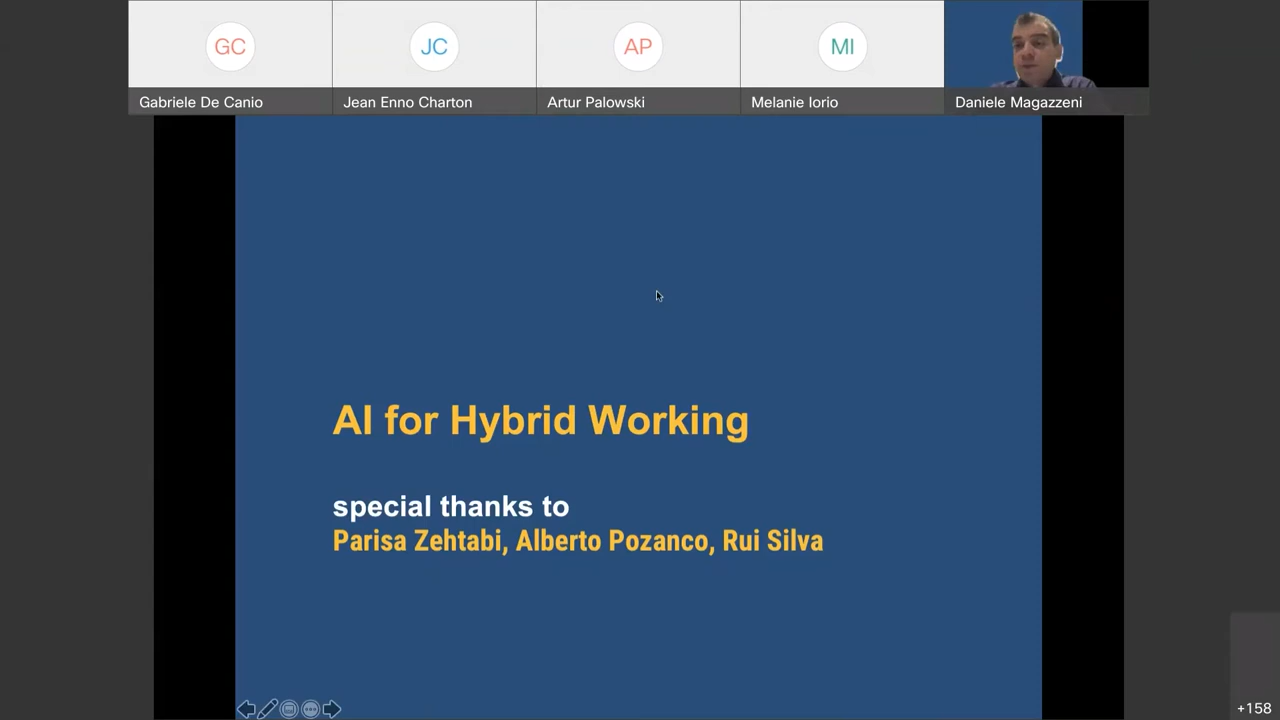 GC
JC
AP
MI
Gabriele De Canio
Jean Enno Charton
Artur Palowski
Melanie Iorio
Daniele Magazzeni
AI for Hybrid Working
special thanks to
Parisa Zehtabi, Alberto Pozanco, Rui Silva
+158